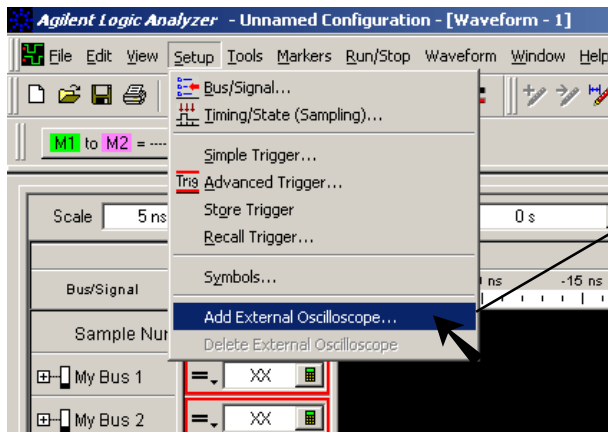 Agilent Logic Analyzer - Unnamed Configuration - [Waveform - 1]
File Edit View Setup Tools Markers Run/Stop Waveform Window Help
Bus/Signal...
Timing/State (Sampling)...
M1 to M2 = ----
Simple Trigger...
Trig Advanced Trigger...
Store Trigger
Recall Trigger...
Scale 5 ns 0 s
Symbols...
Bus/Signal ns -15 ns
Add External Oscilloscope...
Sample Num
Delete External Oscilloscope
My Bus 1 = XX
My Bus 2 = XX